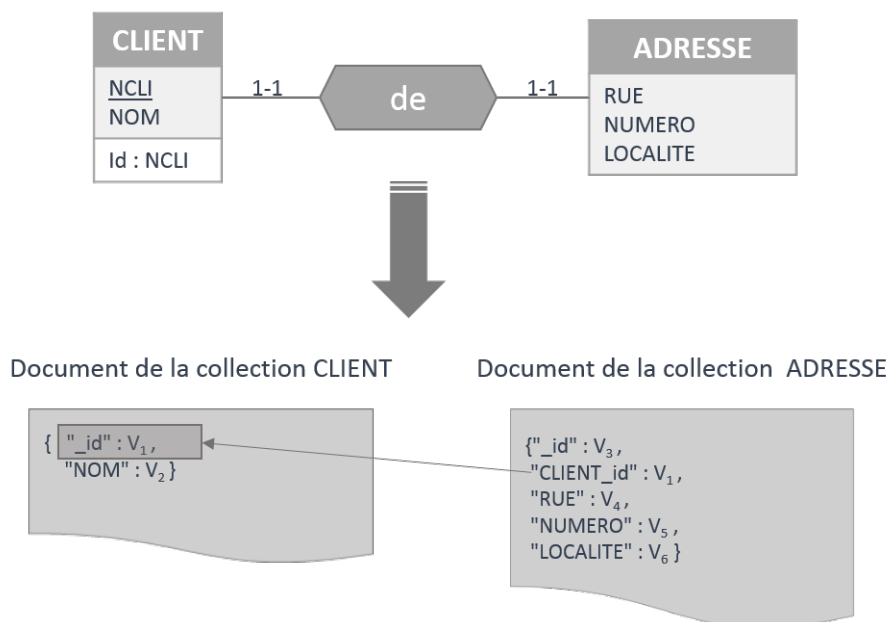 CLIENT
NCLI
NOM
Id : NCLI
1-1
de
1-1
ADRESSE
RUE
NUMERO
LOCALITE
Document de la collection CLIENT
{ "_id" : V₁ ,
"NOM" : V₂ }
Document de la collection ADRESSE
{"_id" : V₃ ,
"CLIENT_id" : V₁ ,
"RUE" : V₄ ,
"NUMERO" : V₅ ,
"LOCALITE" : V₆ }